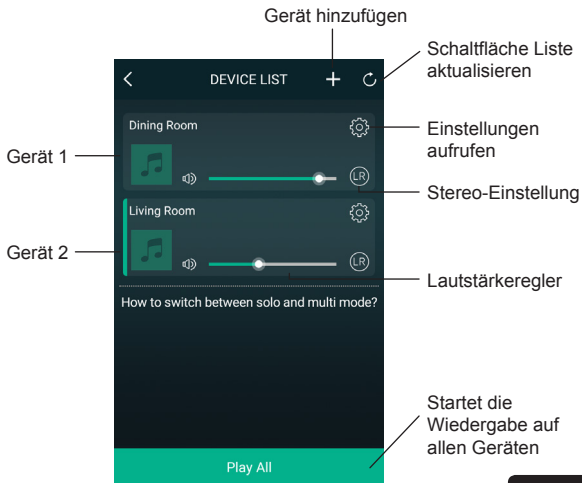 Gerät hinzufügen
Schaltfläche Liste
aktualisieren
DEVICE LIST
Dining Room
Einstellungen
aufrufen
Gerät 1
LR
Stereo-Einstellung
Living Room
Gerät 2
LR
Lautstärkeregler
How to switch between solo and multi mode?
Startet die
Wiedergabe auf
allen Geräten
Play All